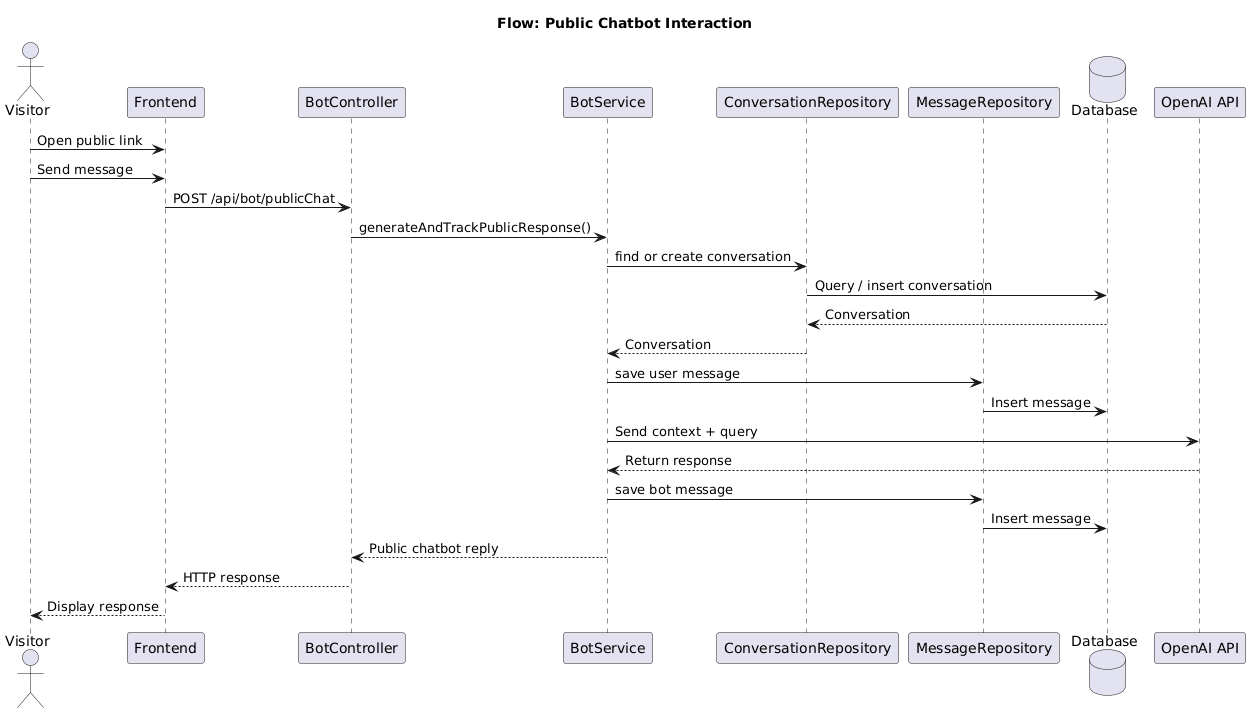 Flow: Public Chatbot Interaction
Visitor
Frontend
BotController
BotService
ConversationRepository
MessageRepository
Database
OpenAI API
Open public link
Send message
POST /api/bot/publicChat
generateAndTrackPublicResponse()
find or create conversation
Query / insert conversation
Conversation
Conversation
save user message
Insert message
Send context + query
Return response
save bot message
Insert message
Public chatbot reply
HTTP response
Display response
Visitor
Frontend
BotController
BotService
ConversationRepository
MessageRepository
Database
OpenAI API